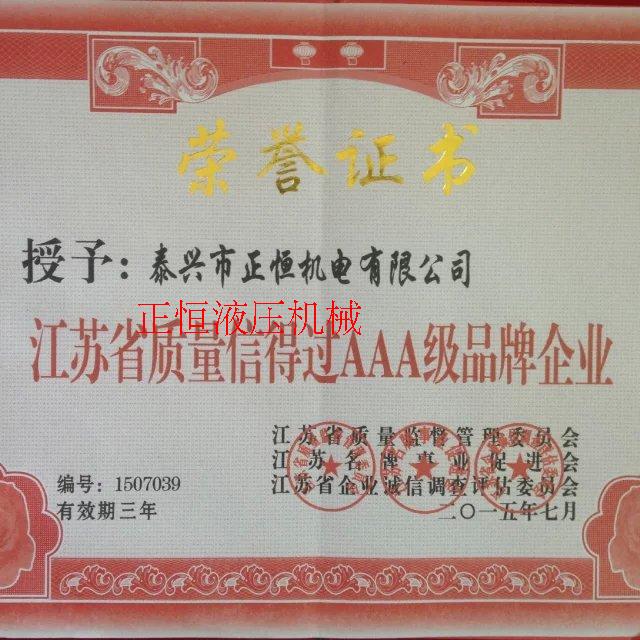 荣誉证书
授予：泰兴市正恒机电有限公司
正恒液压机械
江苏省质量信得过AAA级品牌企业
江苏省质量监督管理委员会
江苏名牌事业促进会
江苏省企业诚信调查评估委员会
编号：1507039
有效期三年
二〇一五年七月